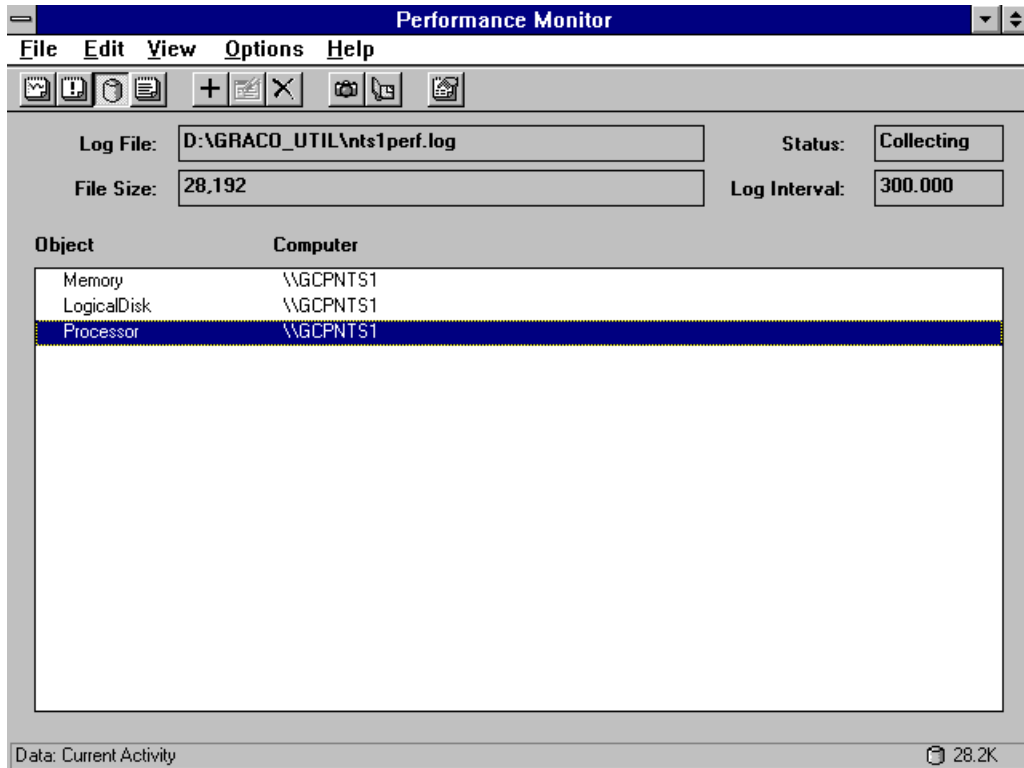 Performance Monitor
File Edit View Options Help
Log File: D:\GRACO_UTIL\nts1perf.log Status: Collecting
File Size: 28,192 Log Interval: 300.000
Object Computer
Memory \\GCPNTS1
LogicalDisk \\GCPNTS1
Processor \\GCPNTS1
Data: Current Activity 28.2K